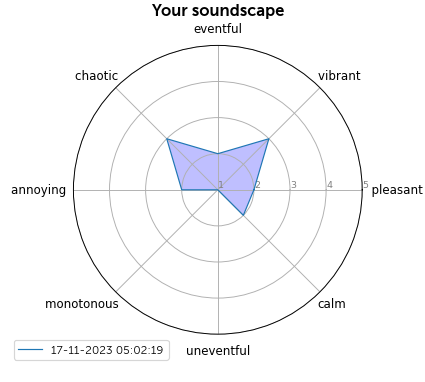 Your soundscape
eventful
chaotic
vibrant
annoying
1 2 3 4 5
pleasant
monotonous
calm
uneventful
17-11-2023 05:02:19